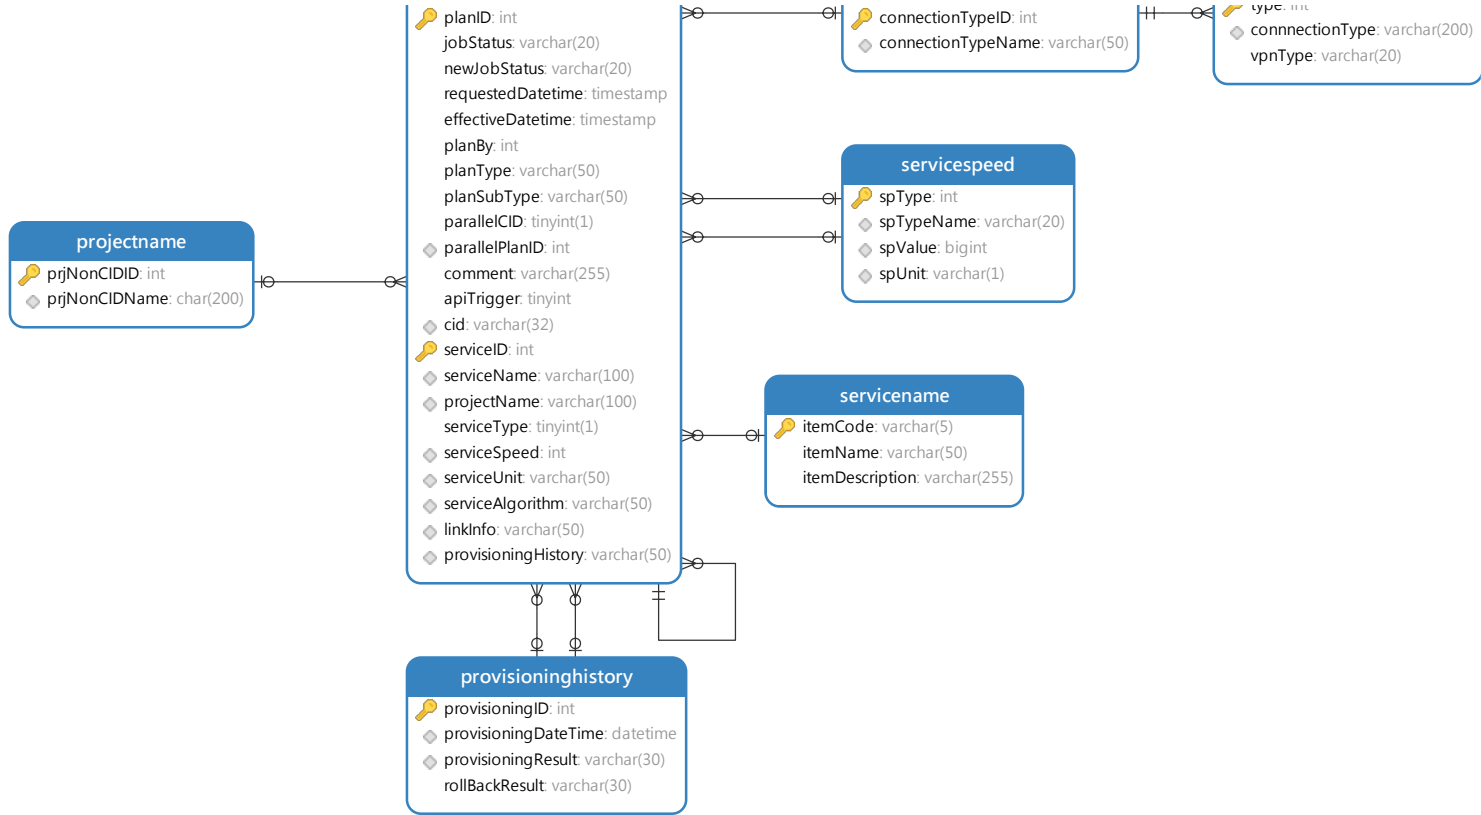 planID: int
jobStatus: varchar(20)
newJobStatus: varchar(20)
requestedDatetime: timestamp
effectiveDatetime: timestamp
planBy: int
planType: varchar(50)
planSubType: varchar(50)
parallelCID: tinyint(1)
parallelPlanID: int
comment: varchar(255)
apiTrigger: tinyint
cid: varchar(32)
serviceID: int
serviceName: varchar(100)
projectName: varchar(100)
serviceType: tinyint(1)
serviceSpeed: int
serviceUnit: varchar(50)
serviceAlgorithm: varchar(50)
linkInfo: varchar(50)
provisioningHistory: varchar(50)
connectionTypeID: int
connectionTypeName: varchar(50)
type: int
connnectionType: varchar(200)
vpnType: varchar(20)
servicespeed
spType: int
spTypeName: varchar(20)
spValue: bigint
spUnit: varchar(1)
projectname
prjNonCIDID: int
prjNonCIDName: char(200)
servicename
itemCode: varchar(5)
itemName: varchar(50)
itemDescription: varchar(255)
provisioninghistory
provisioningID: int
provisioningDateTime: datetime
provisioningResult: varchar(30)
rollBackResult: varchar(30)